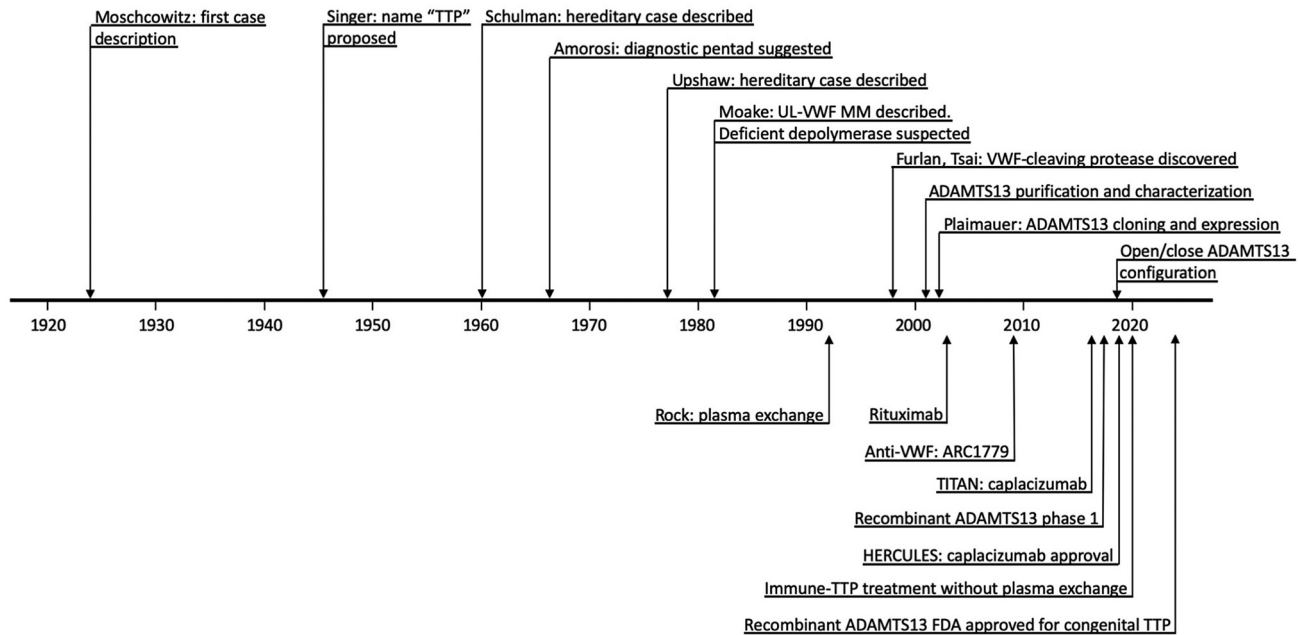 Moschcowitz: first case
description
Singer: name “TTP”
proposed
Schulman: hereditary case described
Amorosi: diagnostic pentad suggested
Upshaw: hereditary case described
Moake: UL-VWF MM described.
Deficient depolymerase suspected
Furlan, Tsai: VWF-cleaving protease discovered
ADAMTS13 purification and characterization
Plaimauer: ADAMTS13 cloning and expression
Open/close ADAMTS13
configuration
1920 1930 1940 1950 1960 1970 1980 1990 2000 2010 2020
Rock: plasma exchange
Rituximab
Anti-VWF: ARC1779
TITAN: caplacizumab
Recombinant ADAMTS13 phase 1
HERCULES: caplacizumab approval
Immune-TTP treatment without plasma exchange
Recombinant ADAMTS13 FDA approved for congenital TTP